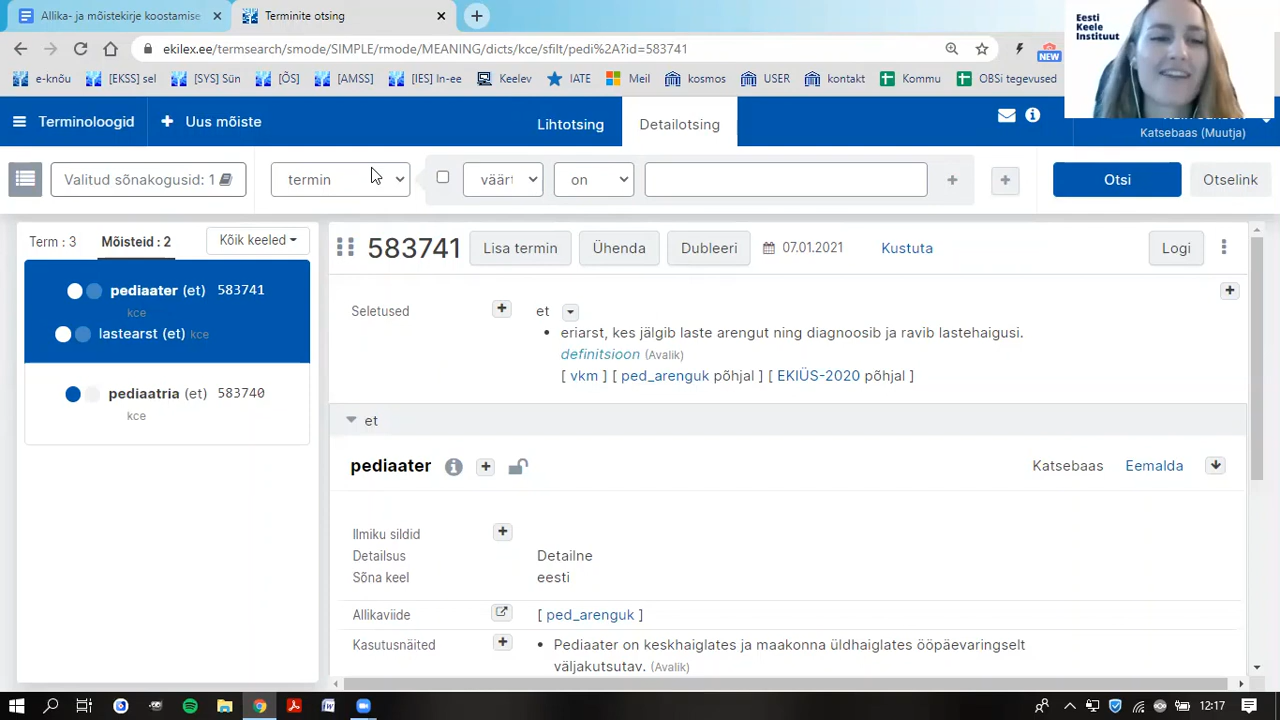 Allika- ja mõistekirje koostamise
Terminite otsing
ekilex.ee/termsearch/smode/SIMPLE/rmode/MEANING/dicts/kce/sfilt/pedi%2A?id=583741
NEW
e-knõu
[EKSS] sel
[SYS] Sün
[ÕS]
[AMSS]
[IES] In-ee
Keelev
IATE
Meil
kosmos
USER
kontakt
Kommu
OBSi tegevused
Eesti
Keele
Instituut
Terminoloogid
Uus mõiste
Lihtotsing
Detailotsing
Katsebaas (Muutja)
Valitud sõnakogusid: 1
termin
väärt
on
Otsi
Otselink
Term : 3
Mõisteid : 2
Kõik keeled
583741
Lisa termin
Ühenda
Dubleeri
07.01.2021
Kustuta
Logi
pediaater (et) 583741
kce
lastearst (et) kce
pediaatria (et) 583740
kce
Seletused
et
• eriarst, kes jälgib laste arengut ning diagnoosib ja ravib lastehaigusi.
definitsioon (Avalik)
[ vkm ] [ ped_arenguk põhjal ] [ EKIÜS-2020 põhjal ]
et
pediaater
Katsebaas
Eemalda
Ilmiku sildid
Detailsus
Detailne
Sõna keel
eesti
Allikaviide
[ ped_arenguk ]
Kasutusnäited
• Pediaater on keskhaiglates ja maakonna üldhaiglates ööpäevaringselt
väljakutsutav. (Avalik)
12:17